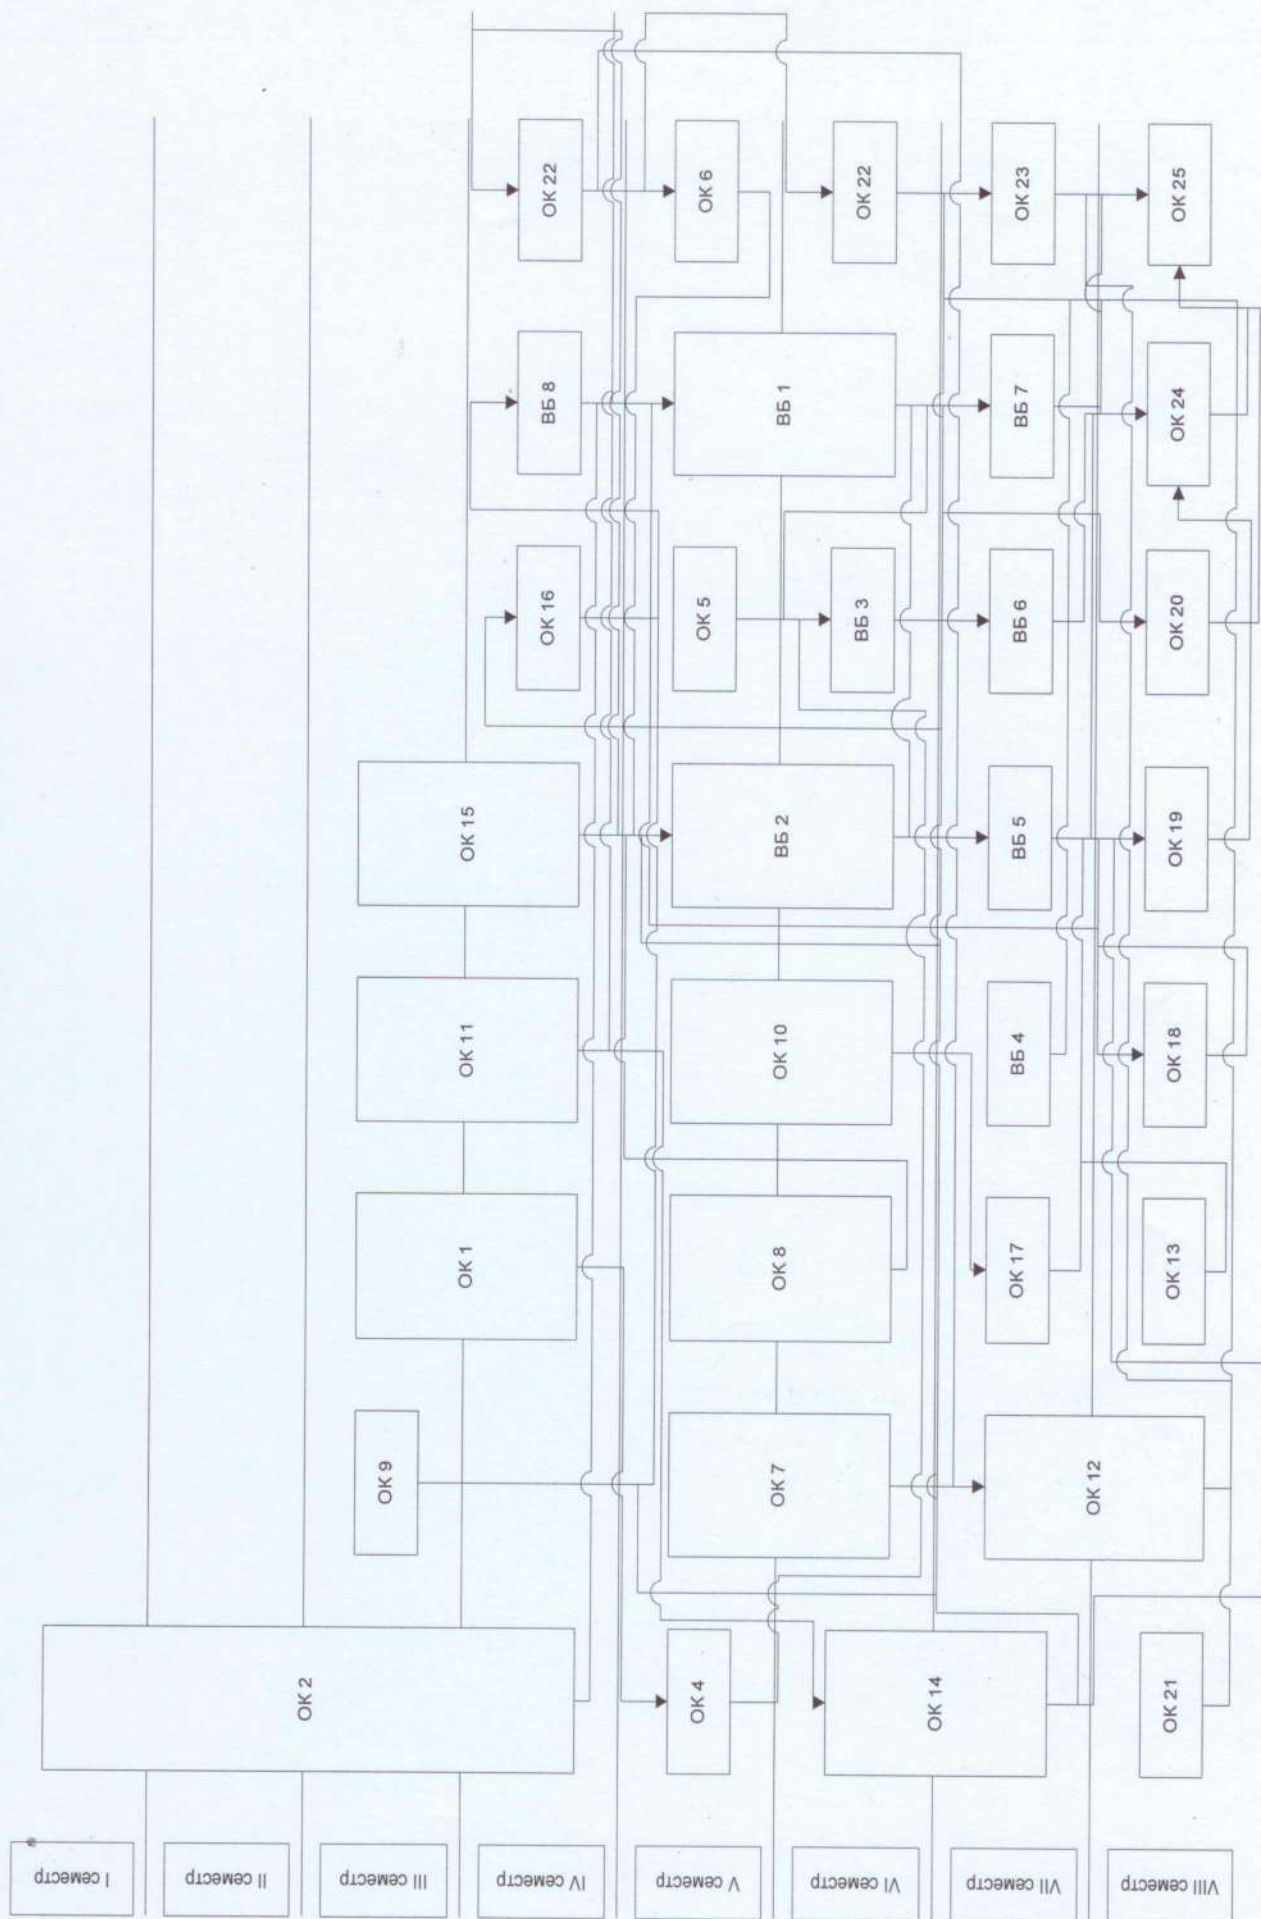 I семестр
ОК 2
II семестр
III семестр
ОК 9
ОК 1
ОК 11
ОК 15
IV семестр
ОК 16
ВБ 8
ОК 22
V семестр
ОК 4
ОК 7
ОК 8
ОК 10
ВБ 2
ОК 5
ВБ 1
ОК 6
VI семестр
ОК 14
ВБ 3
ОК 22
VII семестр
ОК 12
ОК 17
ВБ 4
ВБ 5
ВБ 6
ВБ 7
ОК 23
VIII семестр
ОК 21
ОК 13
ОК 18
ОК 19
ОК 20
ОК 24
ОК 25